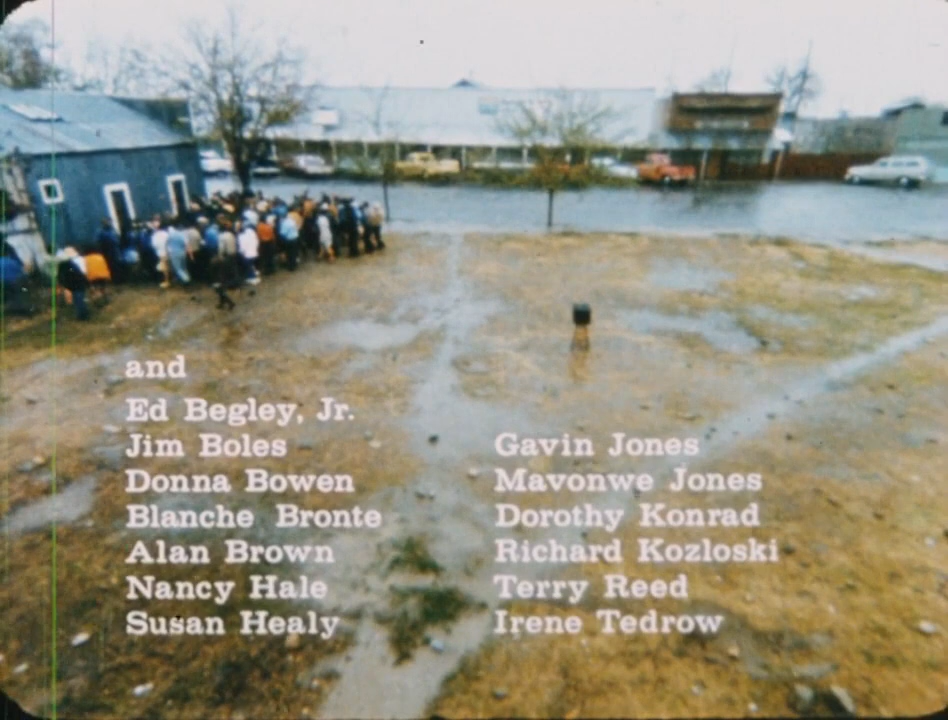 and
Ed Begley, Jr.
Jim Boles
Donna Bowen
Blanche Bronte
Alan Brown
Nancy Hale
Susan Healy
Gavin Jones
Mavonwe Jones
Dorothy Konrad
Richard Kozloski
Terry Reed
Irene Tedrow